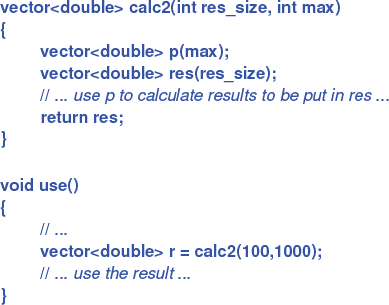 vector<double> calc2(int res_size, int max)
{
vector<double> p(max);
vector<double> res(res_size);
// ... use p to calculate results to be put in res ...
return res;
}
void use()
{
// ...
vector<double> r = calc2(100,1000);
// ... use the result ...
}